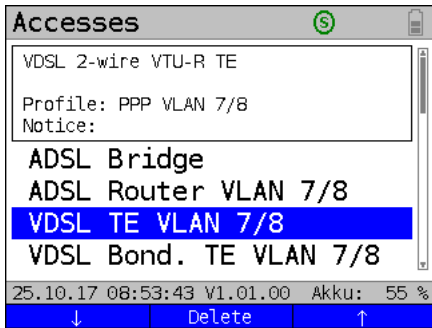 Accesses S
VDSL 2-wire VTU-R TE
Profile: PPP VLAN 7/8
Notice:
ADSL Bridge
ADSL Router VLAN 7/8
VDSL TE VLAN 7/8
VDSL Bond. TE VLAN 7/8
25.10.17 08:53:43 V1.01.00 Akku: 55 %
↓ Delete ↑